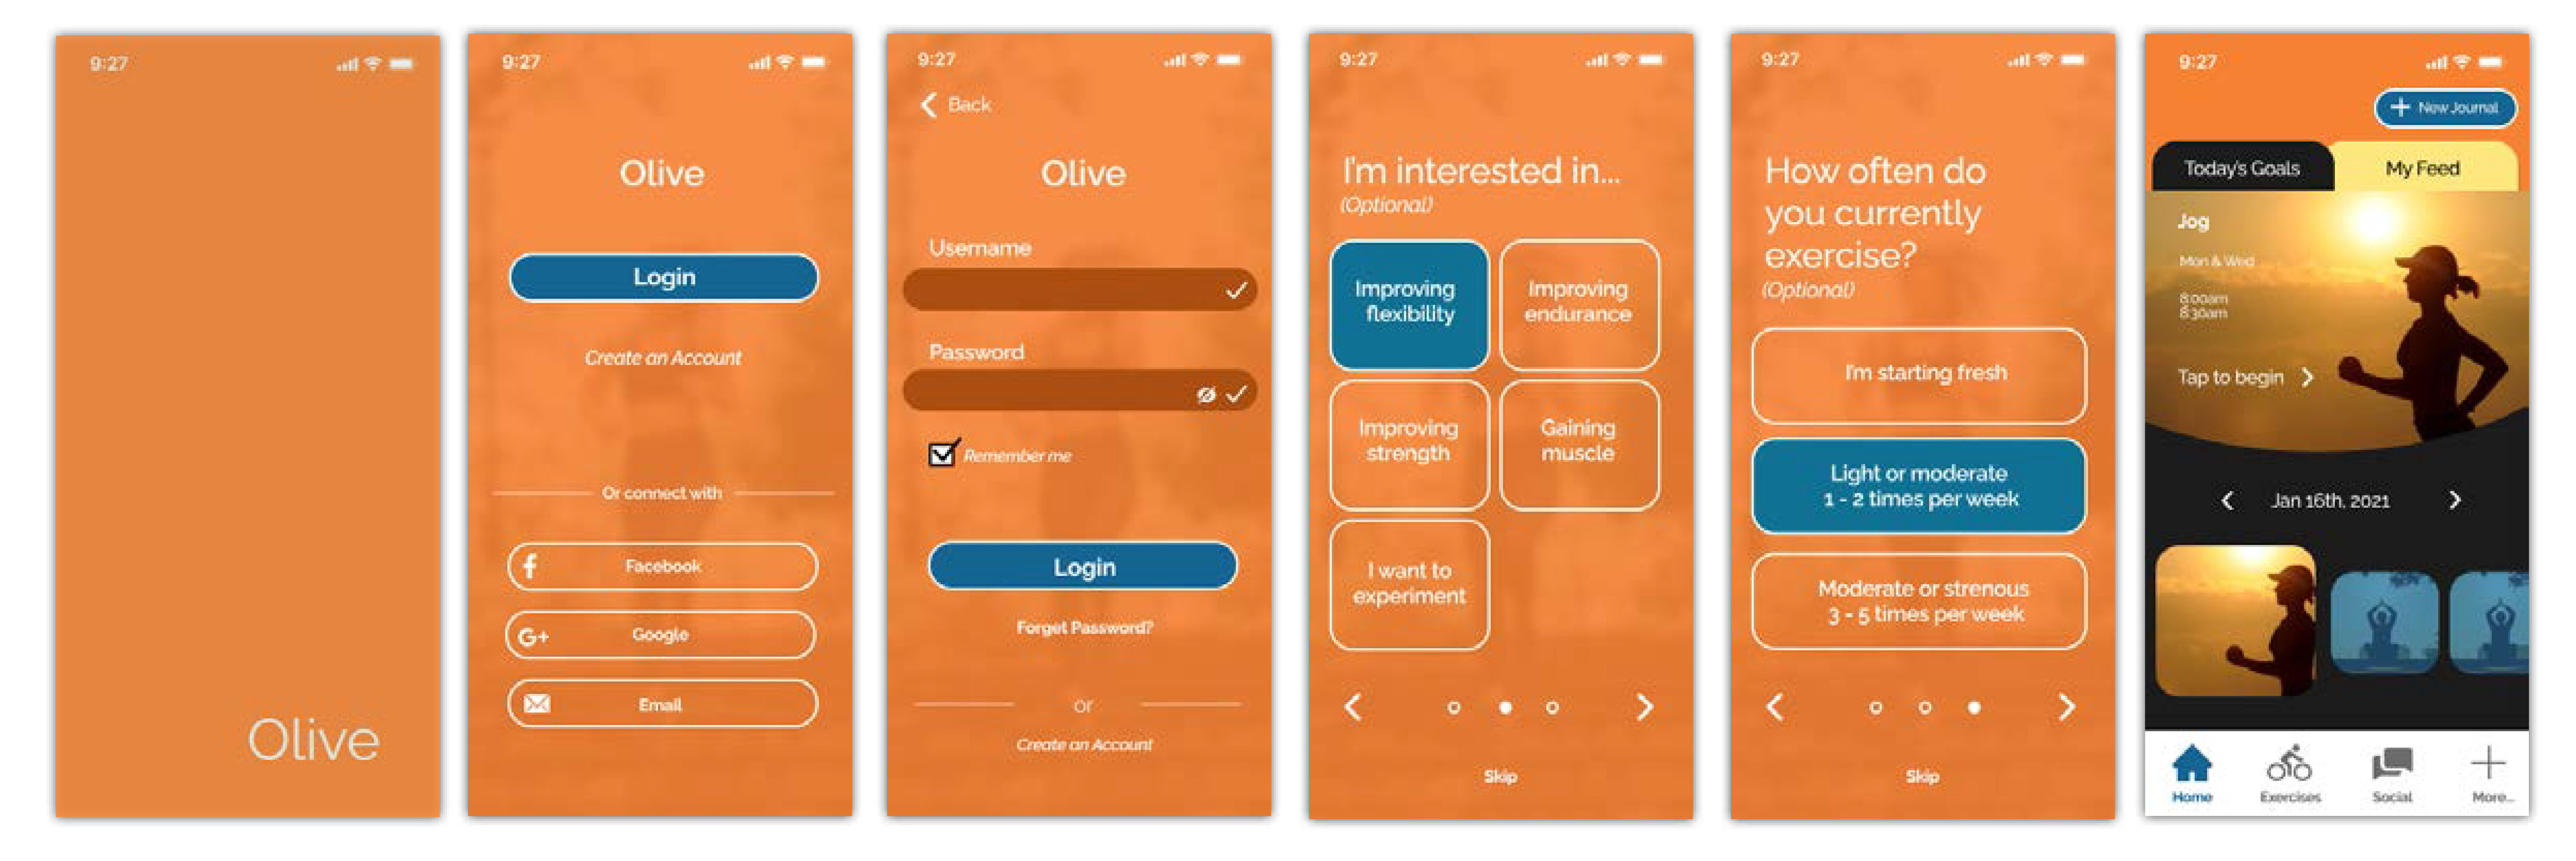 9:27
Olive
9:27
Olive
Login
Create an Account
Or connect with
f
Facebook
G+
Google
Email
9:27
Back
Olive
Username
Password
Remember me
Login
Forget Password?
or
Create an Account
9:27
I'm interested in...
(Optional)
Improving
flexibility
Improving
endurance
Improving
strength
Gaining
muscle
I want to
experiment
Skip
9:27
How often do
you currently
exercise?
(Optional)
I'm starting fresh
Light or moderate
1 - 2 times per week
Moderate or strenous
3 - 5 times per week
Skip
9:27
+ New Journal
Today's Goals
My Feed
Jog
Mon & Wed
8:00am
8:30am
Tap to begin
Jan 16th, 2021
Home
Exercises
Social
More...